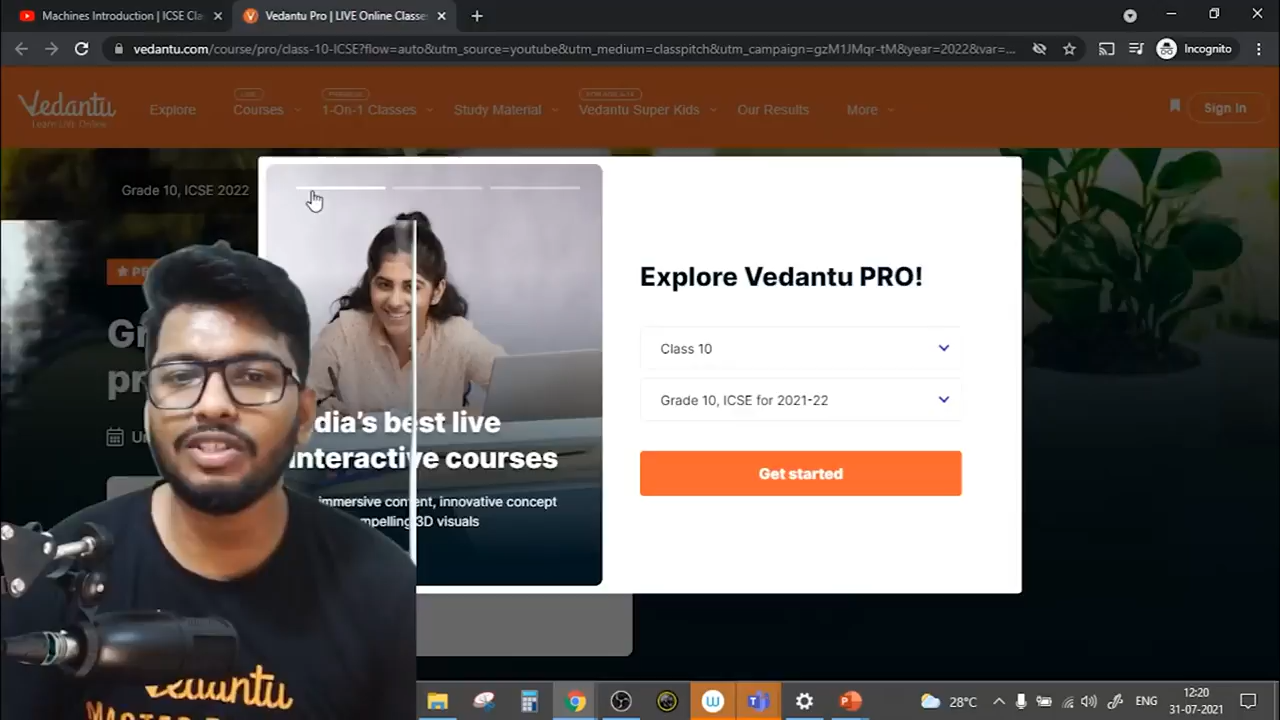 Machines Introduction | ICSE Cla
Vedantu Pro | LIVE Online Classe
vedantu.com/course/pro/class-10-ICSE?flow=auto&utm_source=youtube&utm_medium=classpitch&utm_campaign=gzM1JMqr-tM&year=2022&var=...
Incognito
Vedantu
Learn Live Online
Explore
Courses
1-On-1 Classes
Study Material
Vedantu Super Kids
Our Results
More
Sign In
Grade 10, ICSE 2022
PR
Gr
pr
Explore Vedantu PRO!
Class 10
Grade 10, ICSE for 2021-22
Get started
dia's best live
interactive courses
immersive content, innovative concept
mpelling 3D visuals
vedantu
28°C
ENG
12:20
31-07-2021